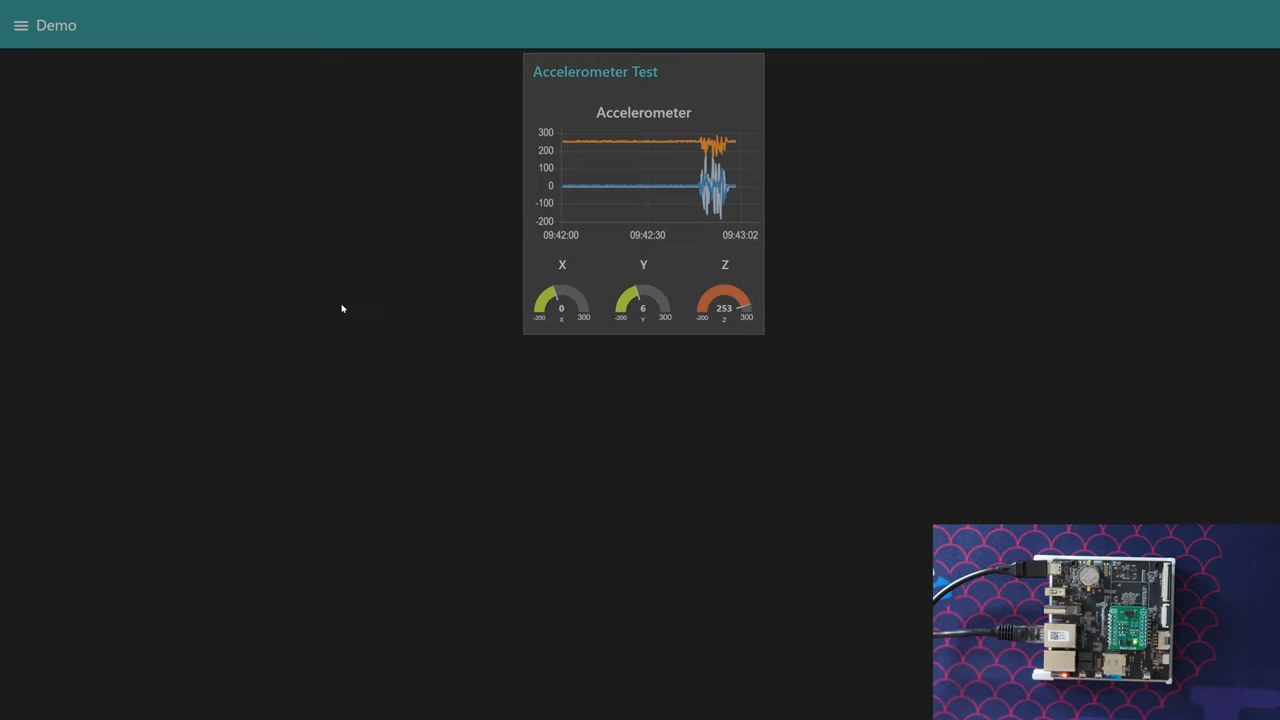 Demo
Accelerometer Test
Accelerometer
300
200
100
0
-100
-200
09:42:00 09:42:30 09:43:02
X Y Z
0 6 253
-200 X 300 -200 Y 300 -200 Z 300